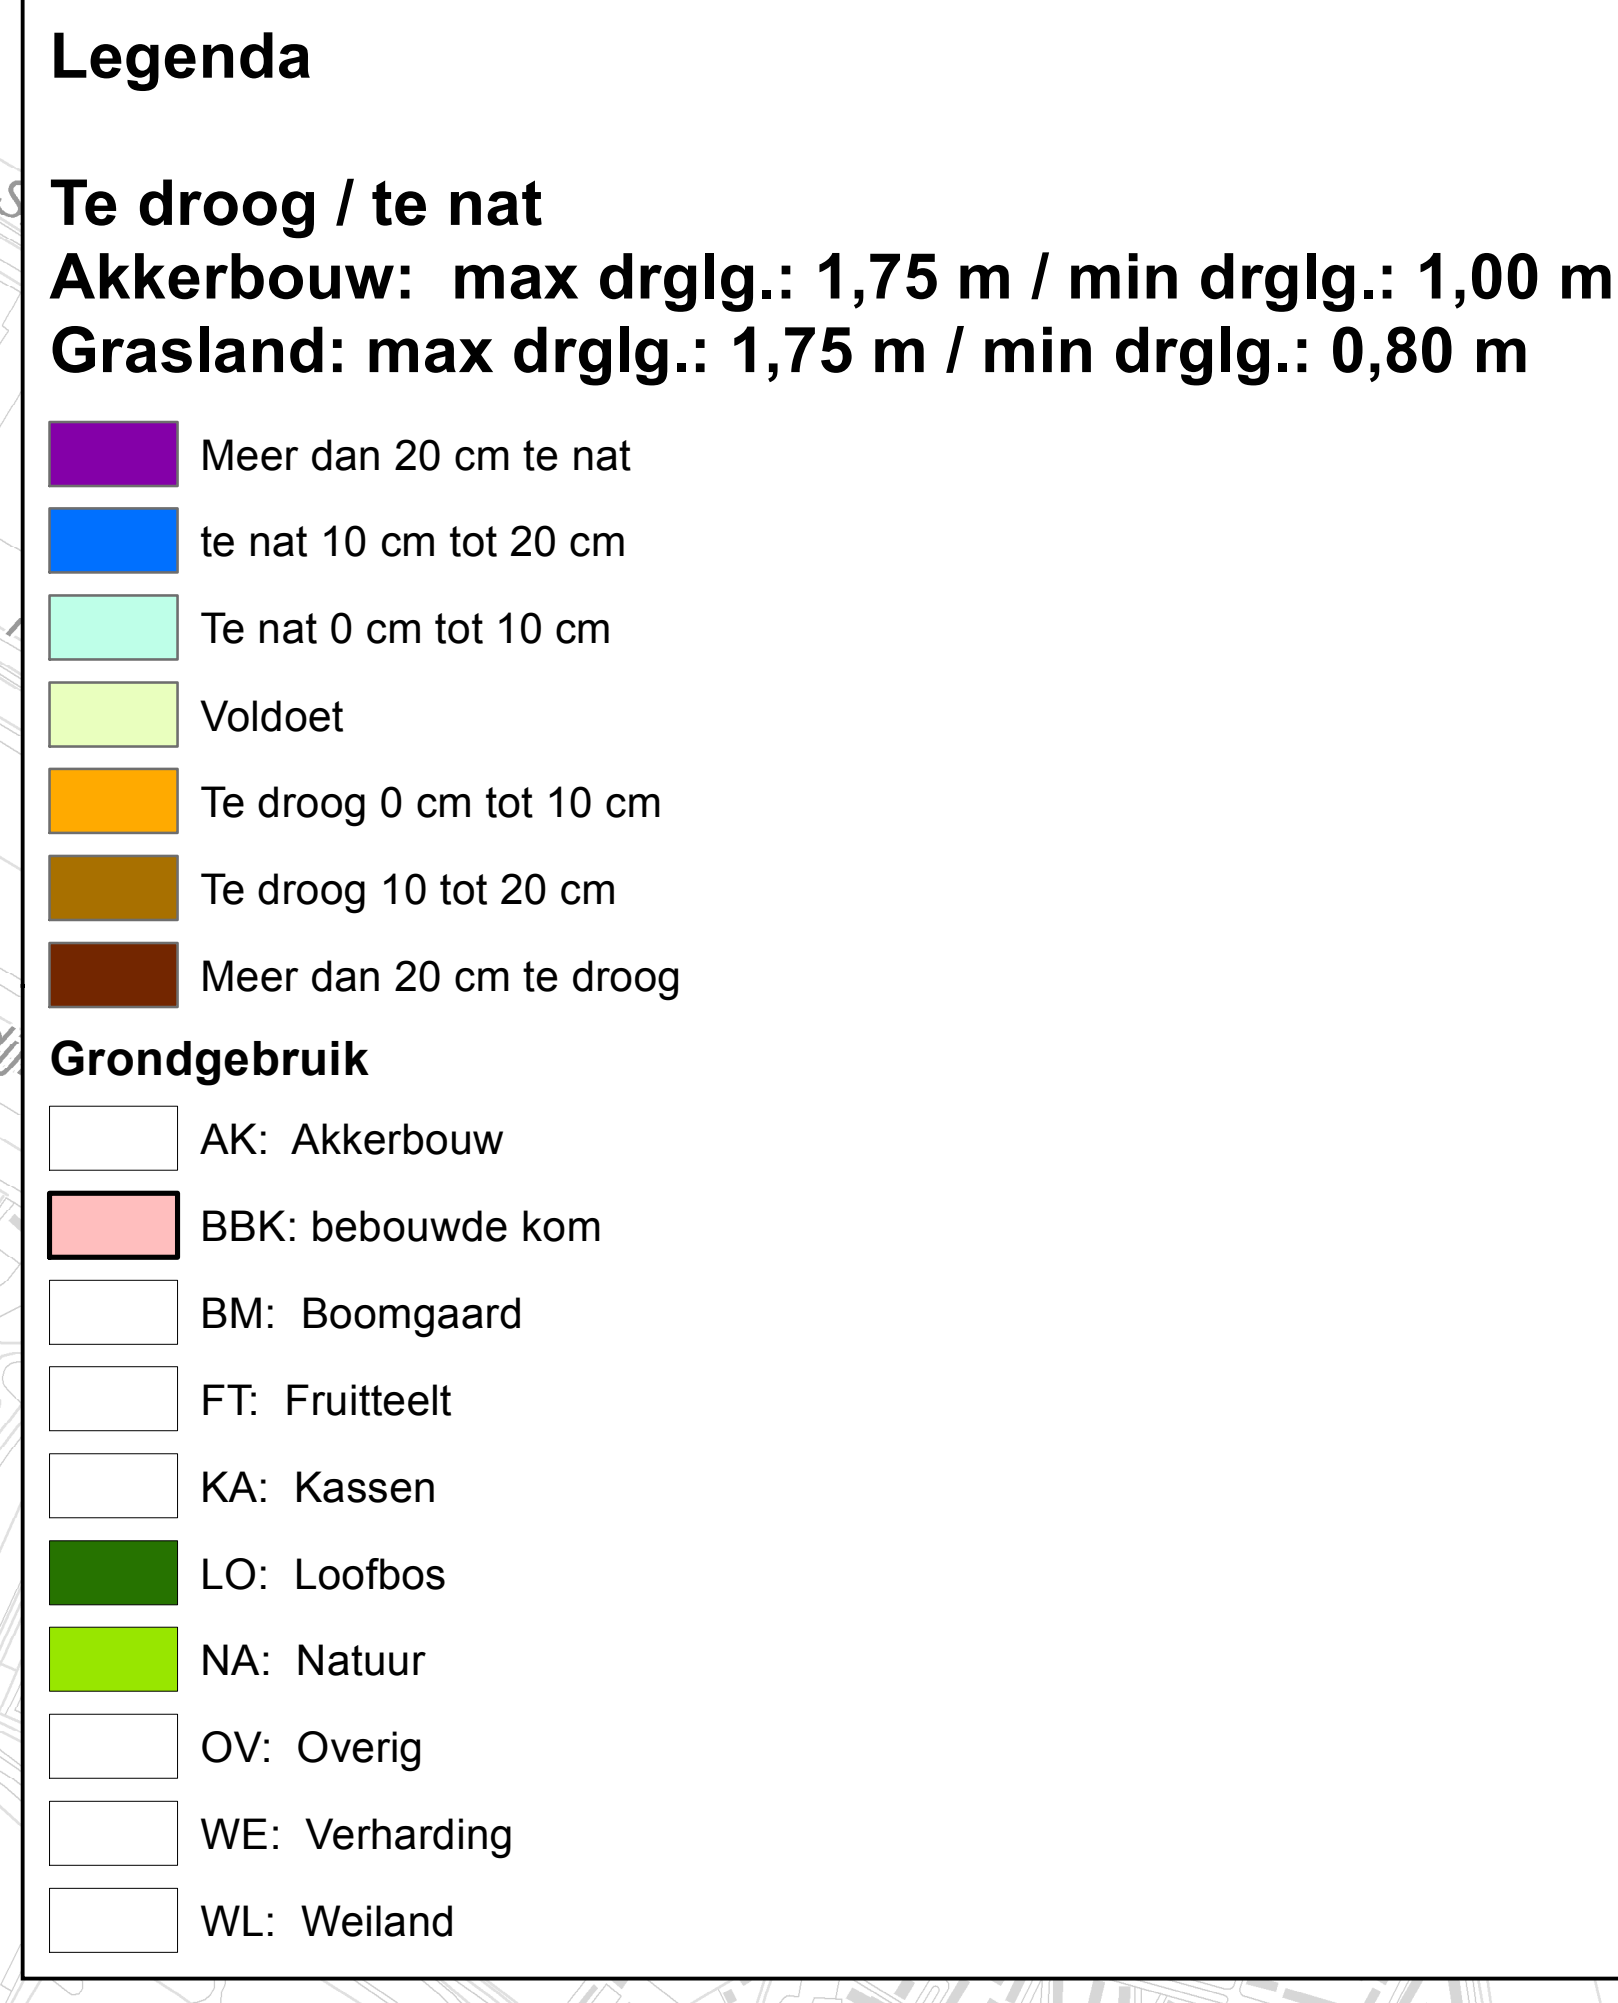 Legenda
Te droog / te nat
Akkerbouw:  max drglg.: 1,75 m / min drglg.: 1,00 m
Grasland: max drglg.: 1,75 m / min drglg.: 0,80 m
Meer dan 20 cm te nat
te nat 10 cm tot 20 cm
Te nat 0 cm tot 10 cm
Voldoet
Te droog 0 cm tot 10 cm
Te droog 10 tot 20 cm
Meer dan 20 cm te droog
Grondgebruik
AK:  Akkerbouw
BBK: bebouwde kom
BM:  Boomgaard
FT:  Fruitteelt
KA:  Kassen
LO:  Loofbos
NA:  Natuur
OV:  Overig
WE:  Verharding
WL:  Weiland